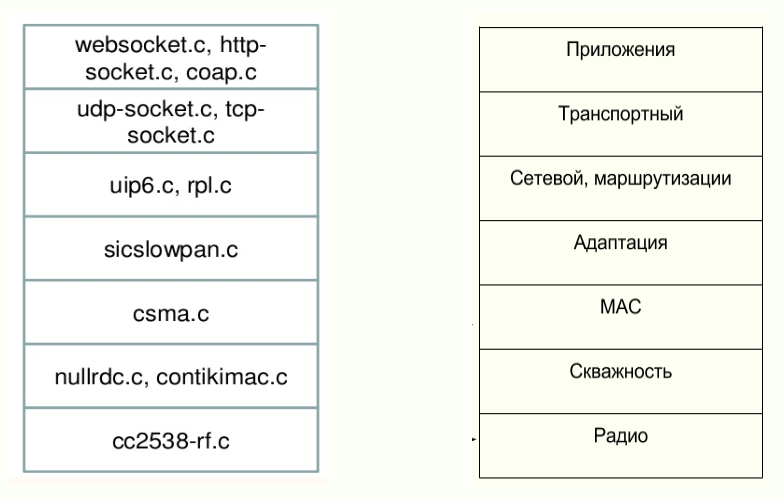 websocket.c, http-
socket.c, coap.c
udp-socket.c, tcp-
socket.c
uip6.c, rpl.c
sicslowpan.c
csma.c
nullrdc.c, contikimac.c
cc2538-rf.c
Приложения
Транспортный
Сетевой, маршрутизации
Адаптация
МАС
Скважность
Радио